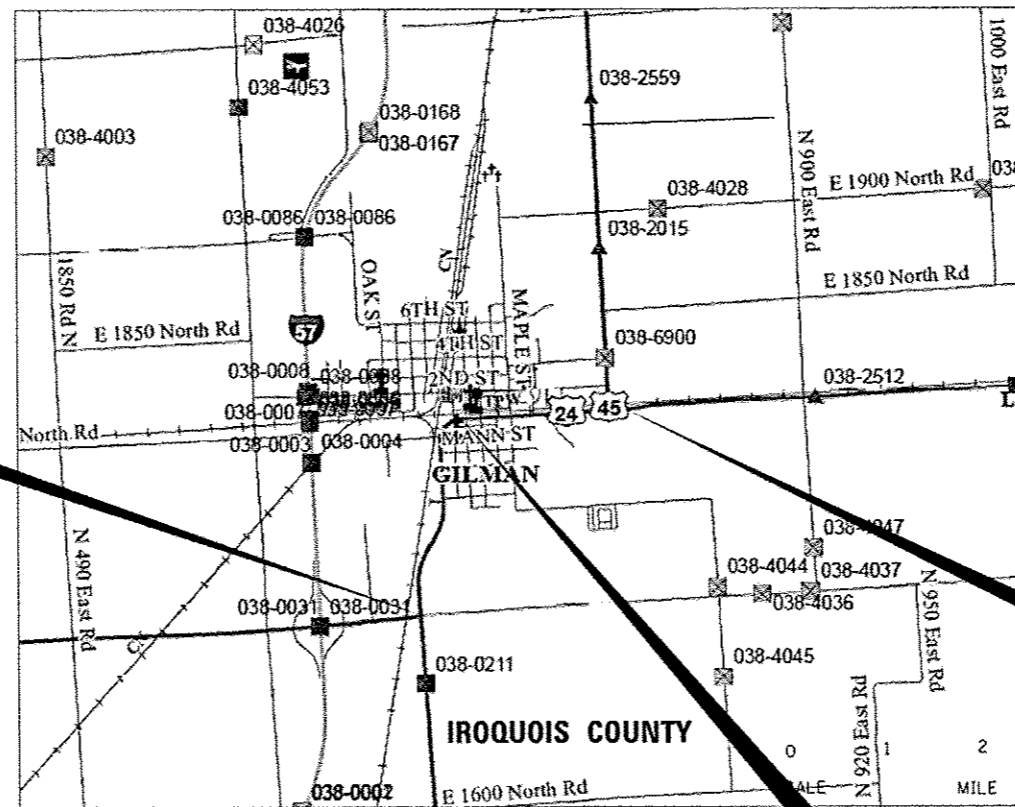 038-4026
038-4053
038-4003
038-0168
038-0167
038-2559
1000 East Rd
N 900 East Rd
038-4028
E 1900 North Rd
038-0086 038-0086
038-2015
1850 Rd N
OAK ST
CN
MAPLE ST
E 1850 North Rd
6TH ST
57
E 1850 North Rd
4TH ST
038-6900
038-0008
2ND ST
038-2512
TPW
24
45
North Rd
038-0003
038-0004
MANN ST
GILMAN
N 490 East Rd
038-4047
038-4044
038-4037
038-4036
N 950 East Rd
038-0031
038-0031
038-4045
038-0211
IROQUOIS COUNTY
N 920 East Rd
0
1
2
MILE
038-0002
E 1600 North Rd